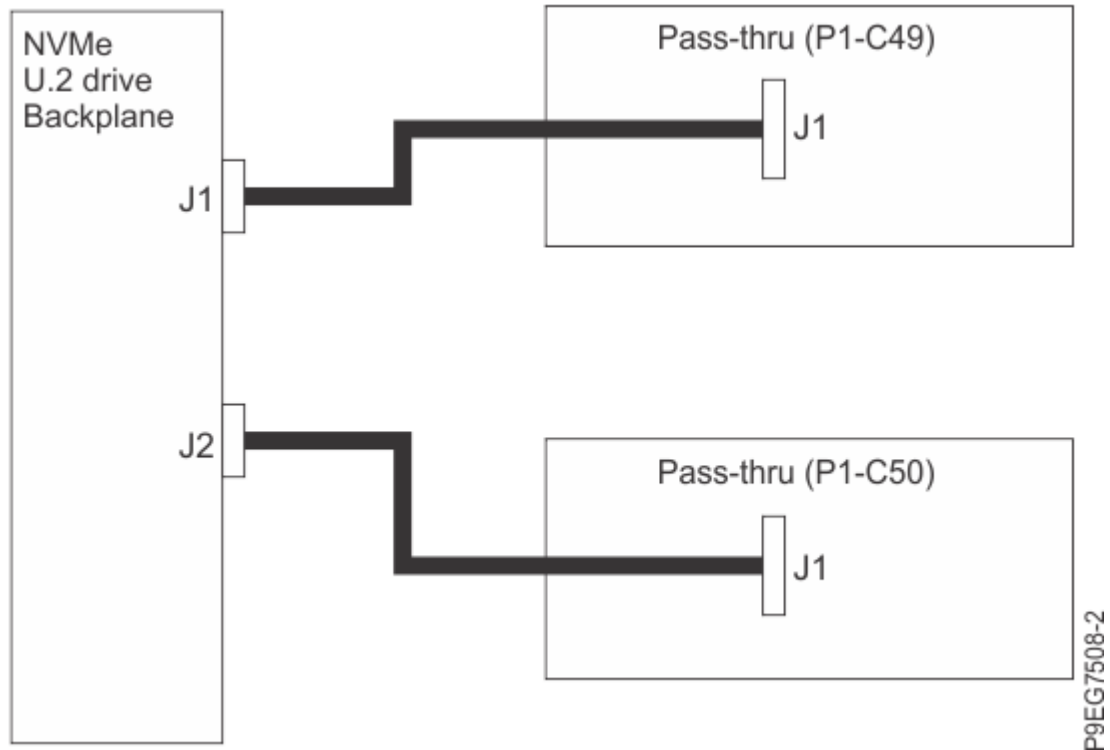 NVMe
U.2 drive
Backplane
J1
J2
Pass-thru (P1-C49)
J1
Pass-thru (P1-C50)
J1
P9EG7508-2